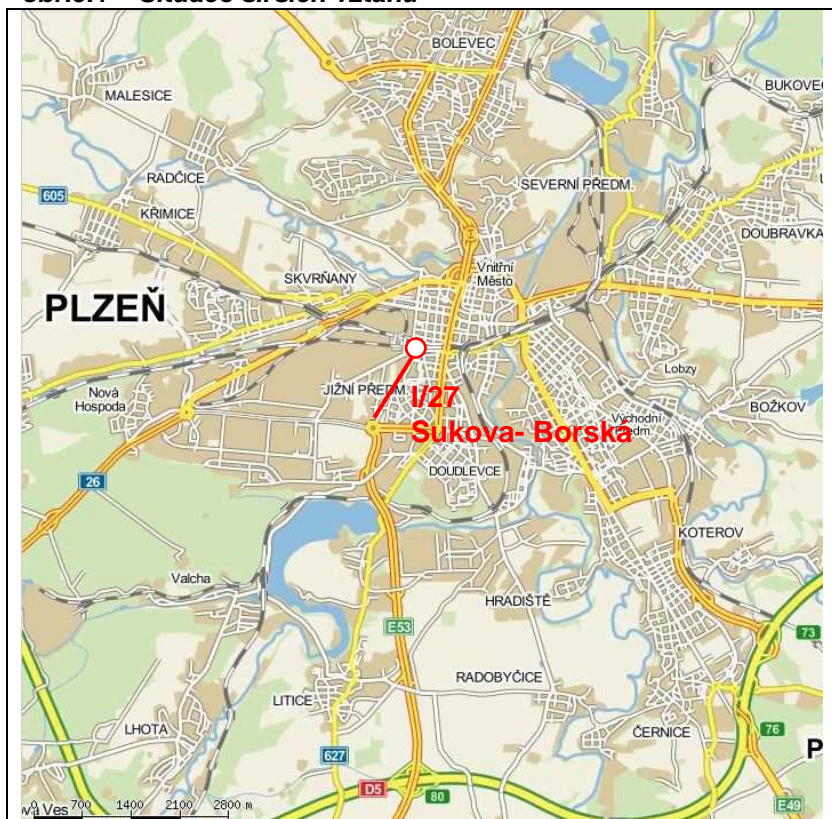 BOLEVEC
MALESICE
BUKOVEC
RADČICE
SEVERNÍ PŘEDM.
605
KŘIMICE
DOUBRAVKA
SKVRŇANY
Vnitřní
Město
PLZEŇ
Lobzy
JIŽNÍ PŘEDM.
Nová
Hospoda
I/27
Sukova- Borská
Východní
BOŽKOV
DOUDLEVCE
26
KOTEROV
Valcha
HRADIŠTĚ
E53
73
RADOBYČICE
LITICE
LHOTA
ČERNICE
76
627
P
D5
80
E49
0 700 1400 2100 2800 m